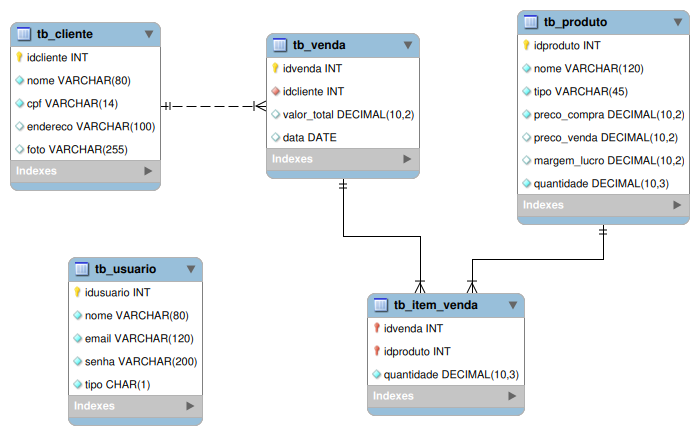 tb_cliente
idcliente INT
nome VARCHAR(80)
cpf VARCHAR(14)
endereco VARCHAR(100)
foto VARCHAR(255)
Indexes
tb_venda
idvenda INT
idcliente INT
valor_total DECIMAL(10,2)
data DATE
Indexes
tb_produto
idproduto INT
nome VARCHAR(120)
tipo VARCHAR(45)
preco_compra DECIMAL(10,2)
preco_venda DECIMAL(10,2)
margem_lucro DECIMAL(10,2)
quantidade DECIMAL(10,3)
Indexes
tb_usuario
idusuario INT
nome VARCHAR(80)
email VARCHAR(120)
senha VARCHAR(200)
tipo CHAR(1)
Indexes
tb_item_venda
idvenda INT
idproduto INT
quantidade DECIMAL(10,3)
Indexes